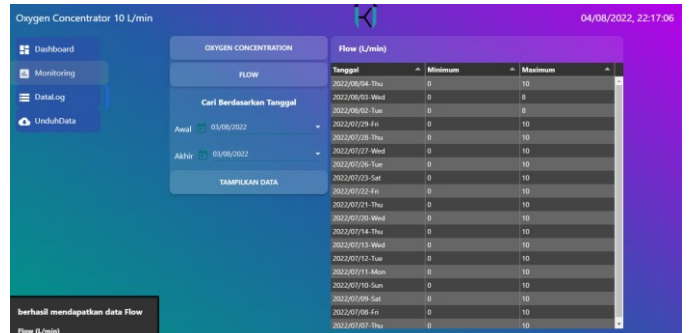 Oxygen Concentrator 10 L/min
04/08/2022, 22:17:06
Dashboard
Monitoring
DataLog
UnduhData
OXYGEN CONCENTRATION
FLOW
Cari Berdasarkan Tanggal
Awal 03/08/2022
Akhir 03/08/2022
TAMPILKAN DATA
Flow (L/min)
Tanggal Minimum Maximum
2022/08/04-Thu 0 10
2022/08/03-Wed 0 8
2022/08/02-Tue 0 8
2022/07/29-Fri 0 10
2022/07/28-Thu 0 10
2022/07/27-Wed 0 10
2022/07/26-Tue 0 10
2022/07/23-Sat 0 10
2022/07/22-Fri 0 10
2022/07/21-Thu 0 10
2022/07/20-Wed 0 10
2022/07/14-Thu 0 10
2022/07/13-Wed 0 10
2022/07/12-Tue 0 10
2022/07/11-Mon 0 10
2022/07/10-Sun 0 10
2022/07/09-Sat 0 10
2022/07/08-Fri 0 10
2022/07/07-Thu 0 10
berhasil mendapatkan data Flow
Flow (L/min)